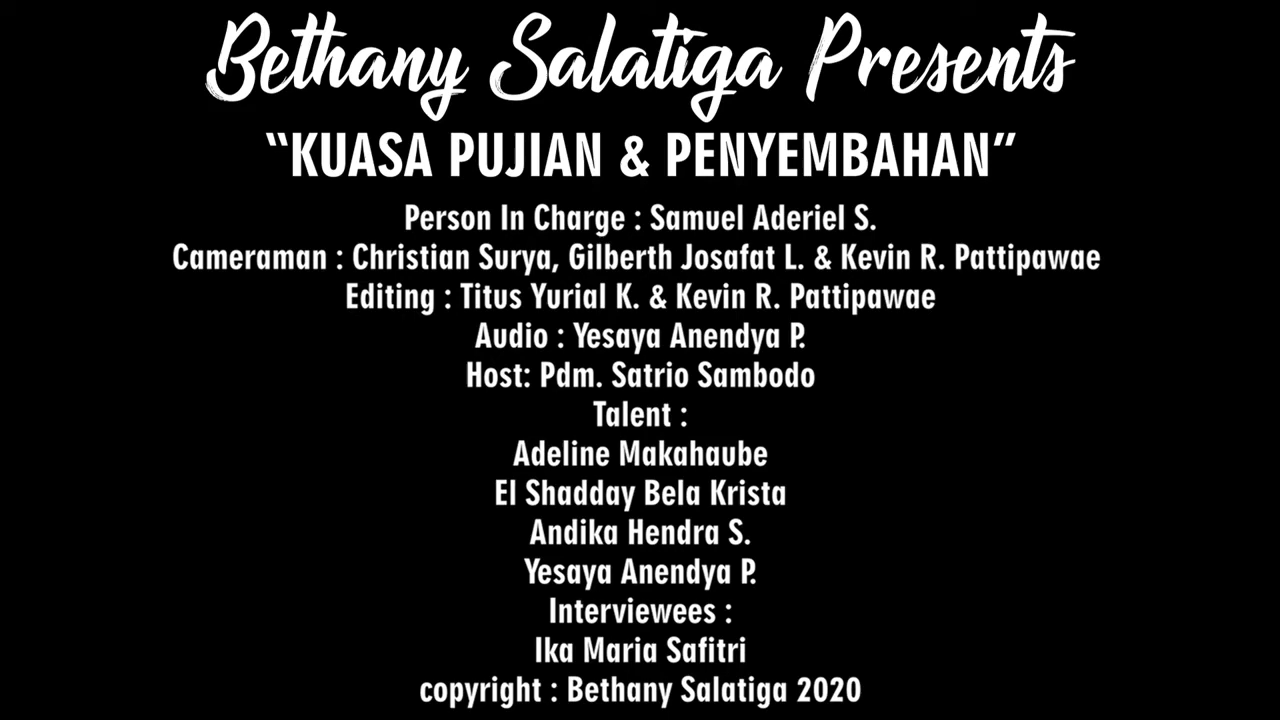 Bethany Salatiga Presents
“KUASA PUJIAN & PENYEMBAHAN”
Person In Charge : Samuel Aderiel S.
Cameraman : Christian Surya, Gilberth Josafat L. & Kevin R. Pattipawae
Editing : Titus Yurial K. & Kevin R. Pattipawae
Audio : Yesaya Anendya P.
Host: Pdm. Satrio Sambodo
Talent :
Adeline Makahaube
El Shadday Bela Krista
Andika Hendra S.
Yesaya Anendya P.
Interviewees :
Ika Maria Safitri
copyright : Bethany Salatiga 2020